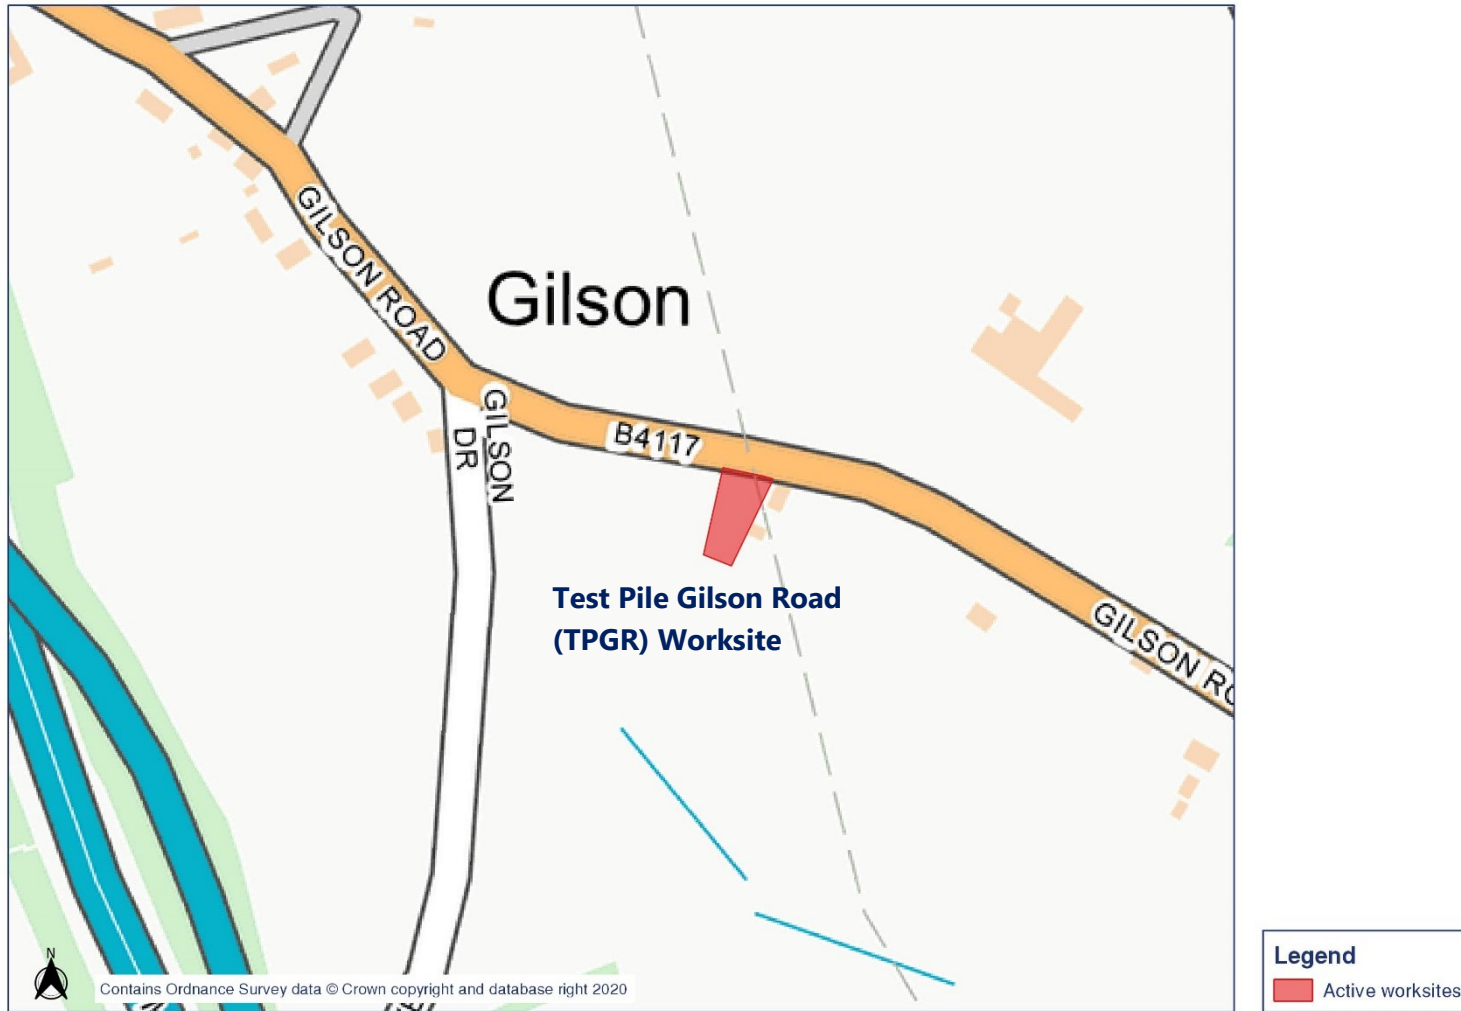 GILSON ROAD
Gilson
GILSON
DR
B4117
Test Pile Gilson Road
(TPGR) Worksite
GILSON RO
N
Contains Ordnance Survey data © Crown copyright and database right 2020
Legend
Active worksites